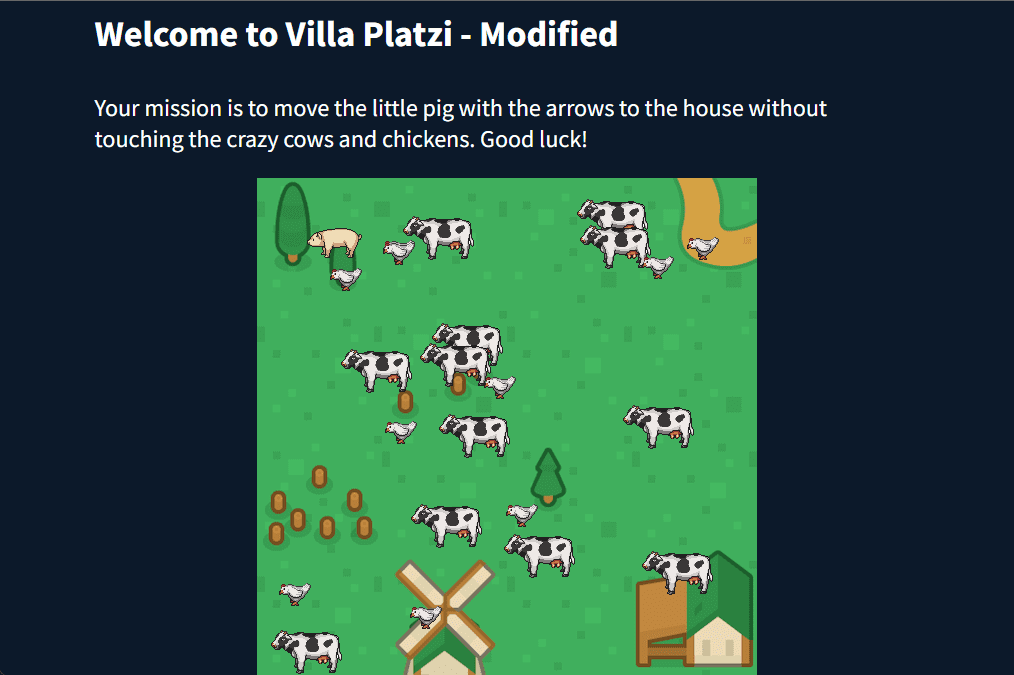 Welcome to Villa Platzi - Modified
Your mission is to move the little pig with the arrows to the house without
touching the crazy cows and chickens. Good luck!